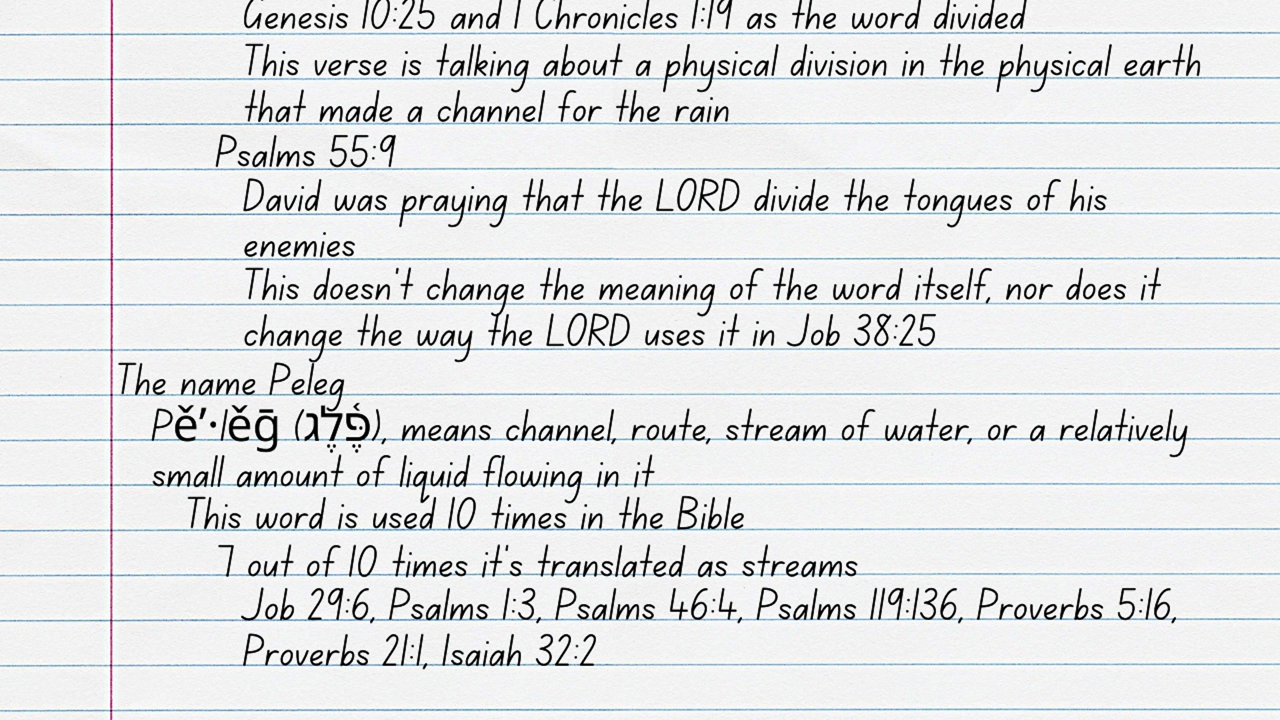 Genesis 10:25 and 1 Chronicles 1:19 as the word divided
This verse is talking about a physical division in the physical earth
that made a channel for the rain
Psalms 55:9
David was praying that the LORD divide the tongues of his
enemies
This doesn't change the meaning of the word itself, nor does it
change the way the LORD uses it in Job 38:25
The name Peleg
Pĕʹ·lĕḡ (פֶּ֫לֶג), means channel, route, stream of water, or a relatively
small amount of liquid flowing in it
This word is used 10 times in the Bible
7 out of 10 times it's translated as streams
Job 29:6, Psalms 1:3, Psalms 46:4, Psalms 119:136, Proverbs 5:16,
Proverbs 21:1, Isaiah 32:2